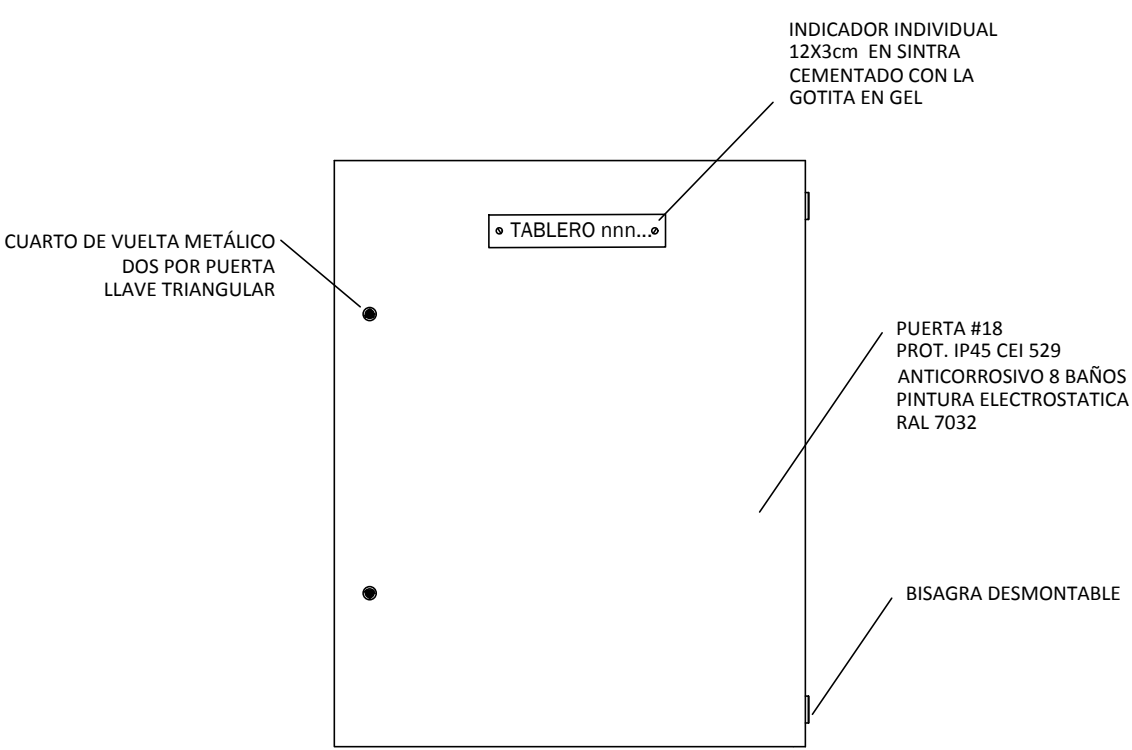 INDICADOR INDIVIDUAL
12X3cm EN SINTRA
CEMENTADO CON LA
GOTITA EN GEL
TABLERO nnn...
CUARTO DE VUELTA METÁLICO
DOS POR PUERTA
LLAVE TRIANGULAR
PUERTA #18
PROT. IP45 CEI 529
ANTICORROSIVO 8 BAÑOS
PINTURA ELECTROSTATICA
RAL 7032
BISAGRA DESMONTABLE